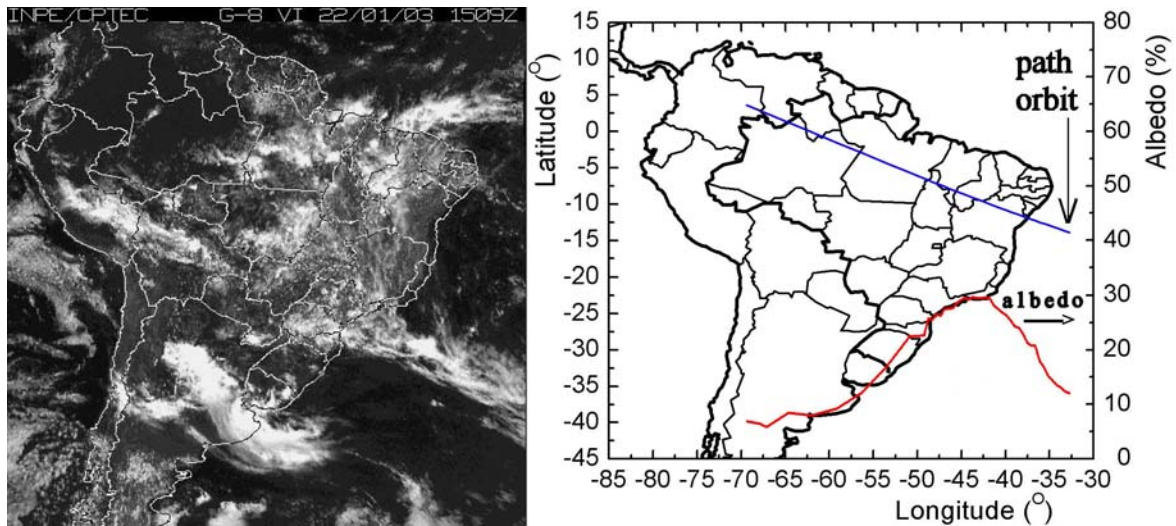 INPE/CPTEC G-8 VI 22/01/03 1509Z
Latitude (°)
15
10
5
0
-5
-10
-15
-20
-25
-30
-35
-40
-45
-85 -80 -75 -70 -65 -60 -55 -50 -45 -40 -35 -30
Longitude (°)
path
orbit
albedo
80
70
60
50
40
30
20
10
0
Albedo (%)